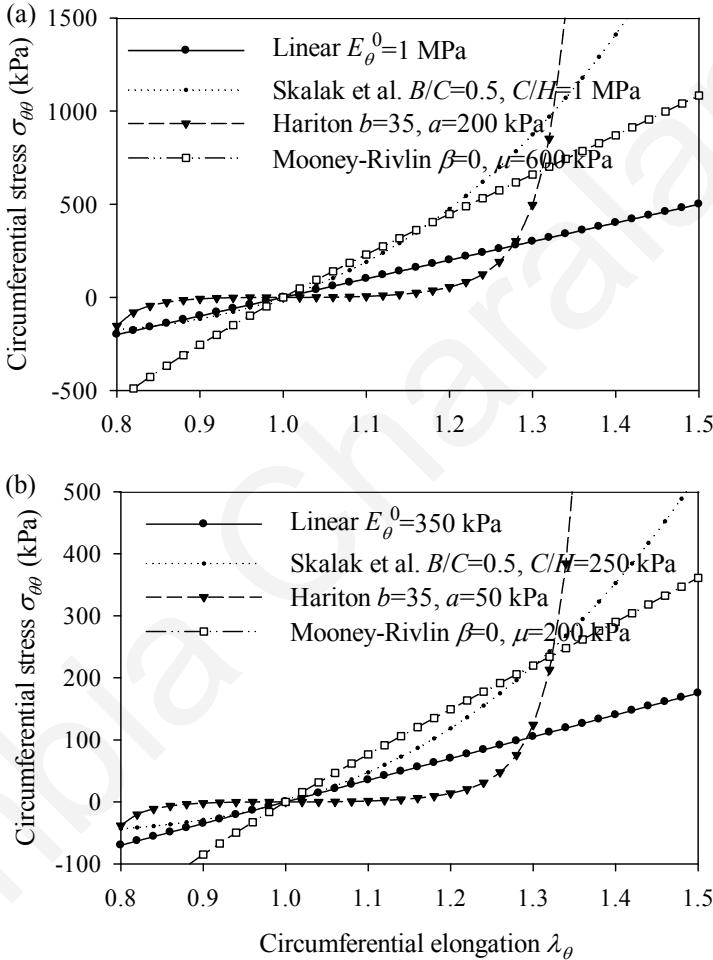 (a)
1500
1000
500
0
-500
Circumferential stress σθθ (kPa)
Linear Eθ⁰=1 MPa
Skalak et al. B/C=0.5, C/H=1 MPa
Hariton b=35, a=200 kPa
Mooney-Rivlin β=0, μ=600 kPa
0.8 0.9 1.0 1.1 1.2 1.3 1.4 1.5
(b)
500
400
300
200
100
0
-100
Circumferential stress σθθ (kPa)
Linear Eθ⁰=350 kPa
Skalak et al. B/C=0.5, C/H=250 kPa
Hariton b=35, a=50 kPa
Mooney-Rivlin β=0, μ=200 kPa
0.8 0.9 1.0 1.1 1.2 1.3 1.4 1.5
Circumferential elongation λθ